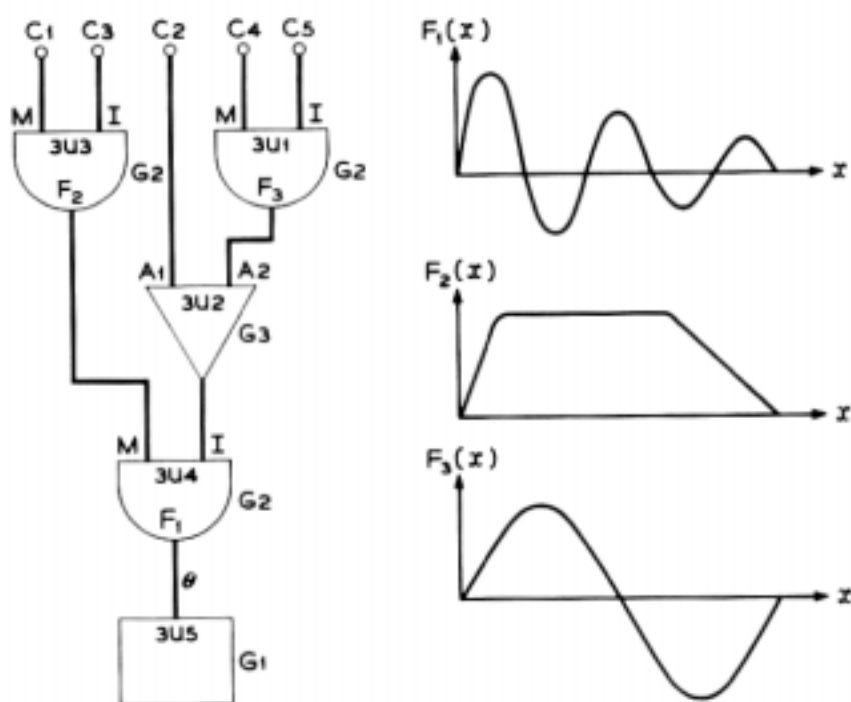 C1 C3 C2 C4 C5
M I M I
3U3 G2 3U1 G2
F2 F3
A1 A2
3U2
G3
M I
3U4
G2
F1
θ
3U5
G1
F1(x)
x
F2(x)
x
F3(x)
x